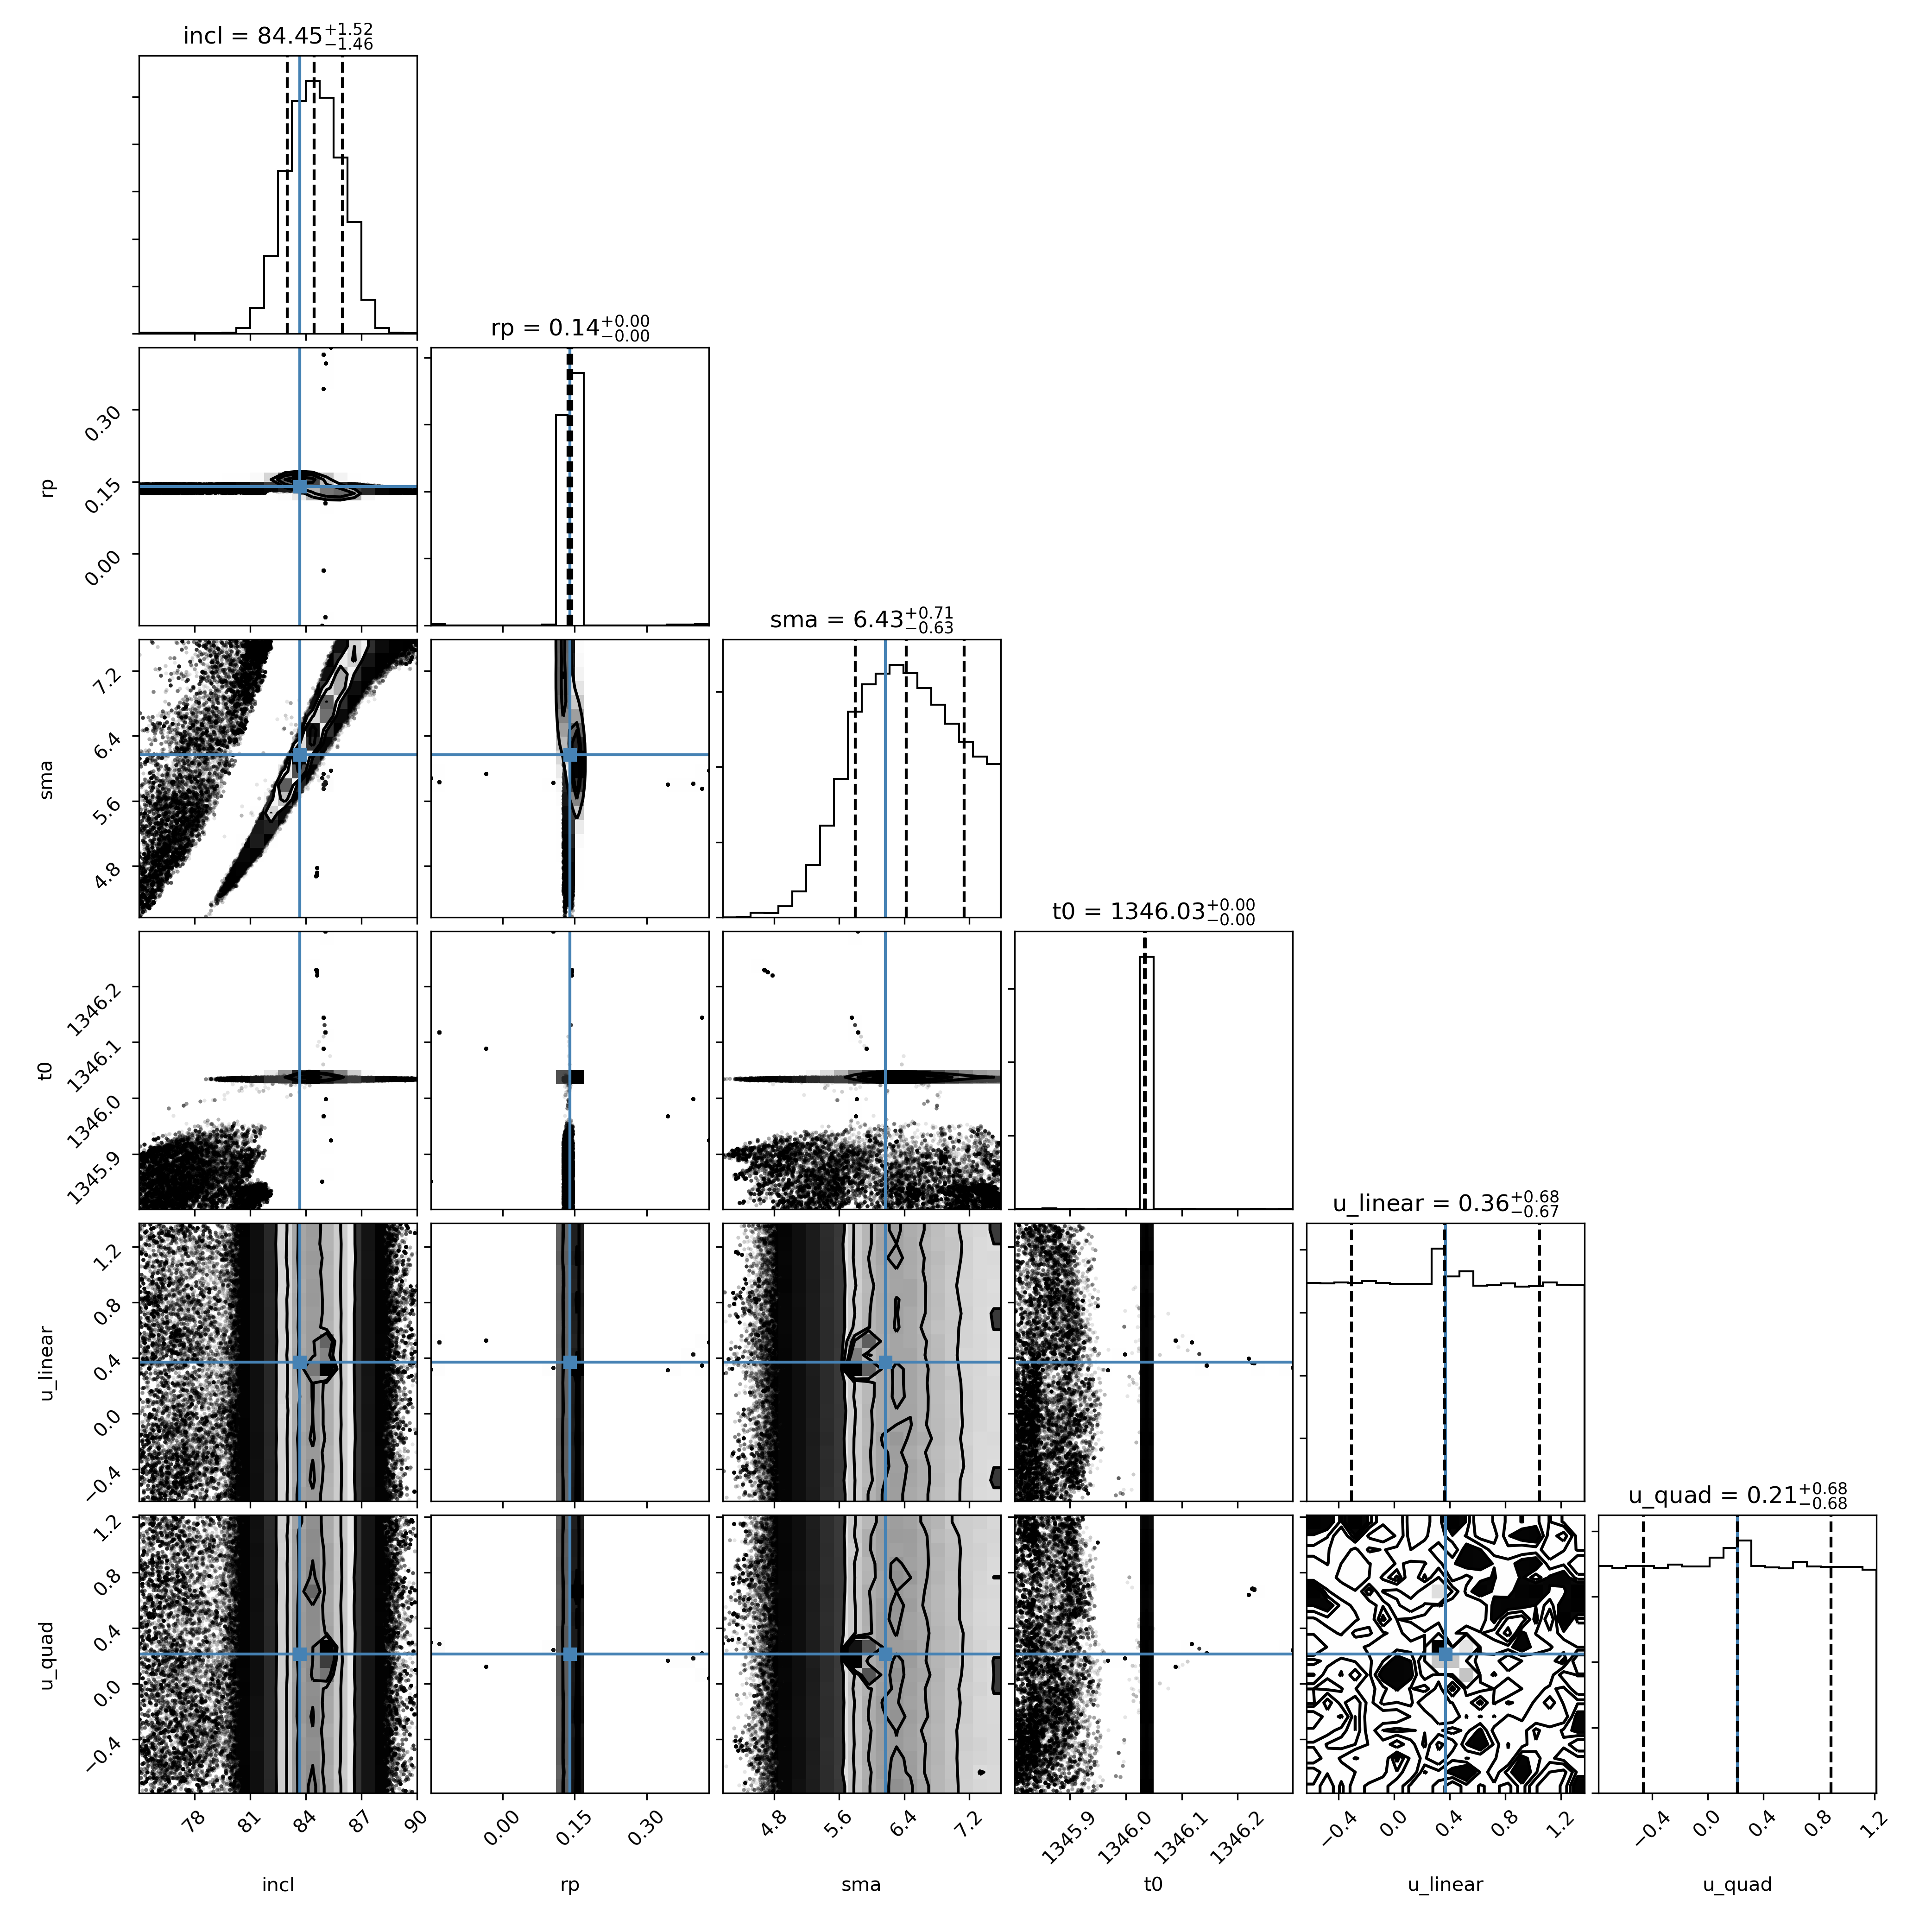 incl = 84.45+1.52−1.46
rp = 0.14+0.00−0.00
0.30
0.15
0.00
rp
sma = 6.43+0.71−0.63
7.2
6.4
5.6
4.8
sma
t0 = 1346.03+0.00−0.00
1346.2
1346.1
1346.0
1345.9
t0
u_linear = 0.36+0.68−0.67
1.2
0.8
0.4
0.0
−0.4
u_linear
u_quad = 0.21+0.68−0.68
1.2
0.8
0.4
0.0
−0.4
u_quad
78 81 84 87 90 0.00 0.15 0.30 4.8 5.6 6.4 7.2 1345.9 1346.0 1346.1 1346.2 −0.4 0.0 0.4 0.8 1.2 −0.4 0.0 0.4 0.8 1.2
incl rp sma t0 u_linear u_quad